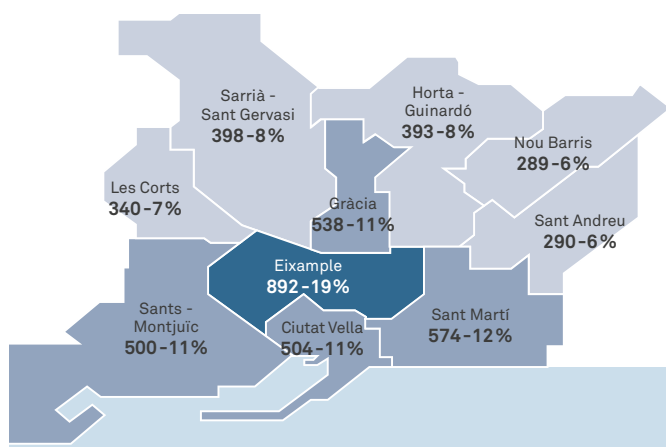 Sarrià -
Sant Gervasi
398-8%
Horta -
Guinardó
393-8%
Nou Barris
289-6%
Les Corts
340-7%
Gràcia
538-11%
Sant Andreu
290-6%
Eixample
892-19%
Sants -
Montjuïc
500-11%
Ciutat Vella
504-11%
Sant Martí
574-12%